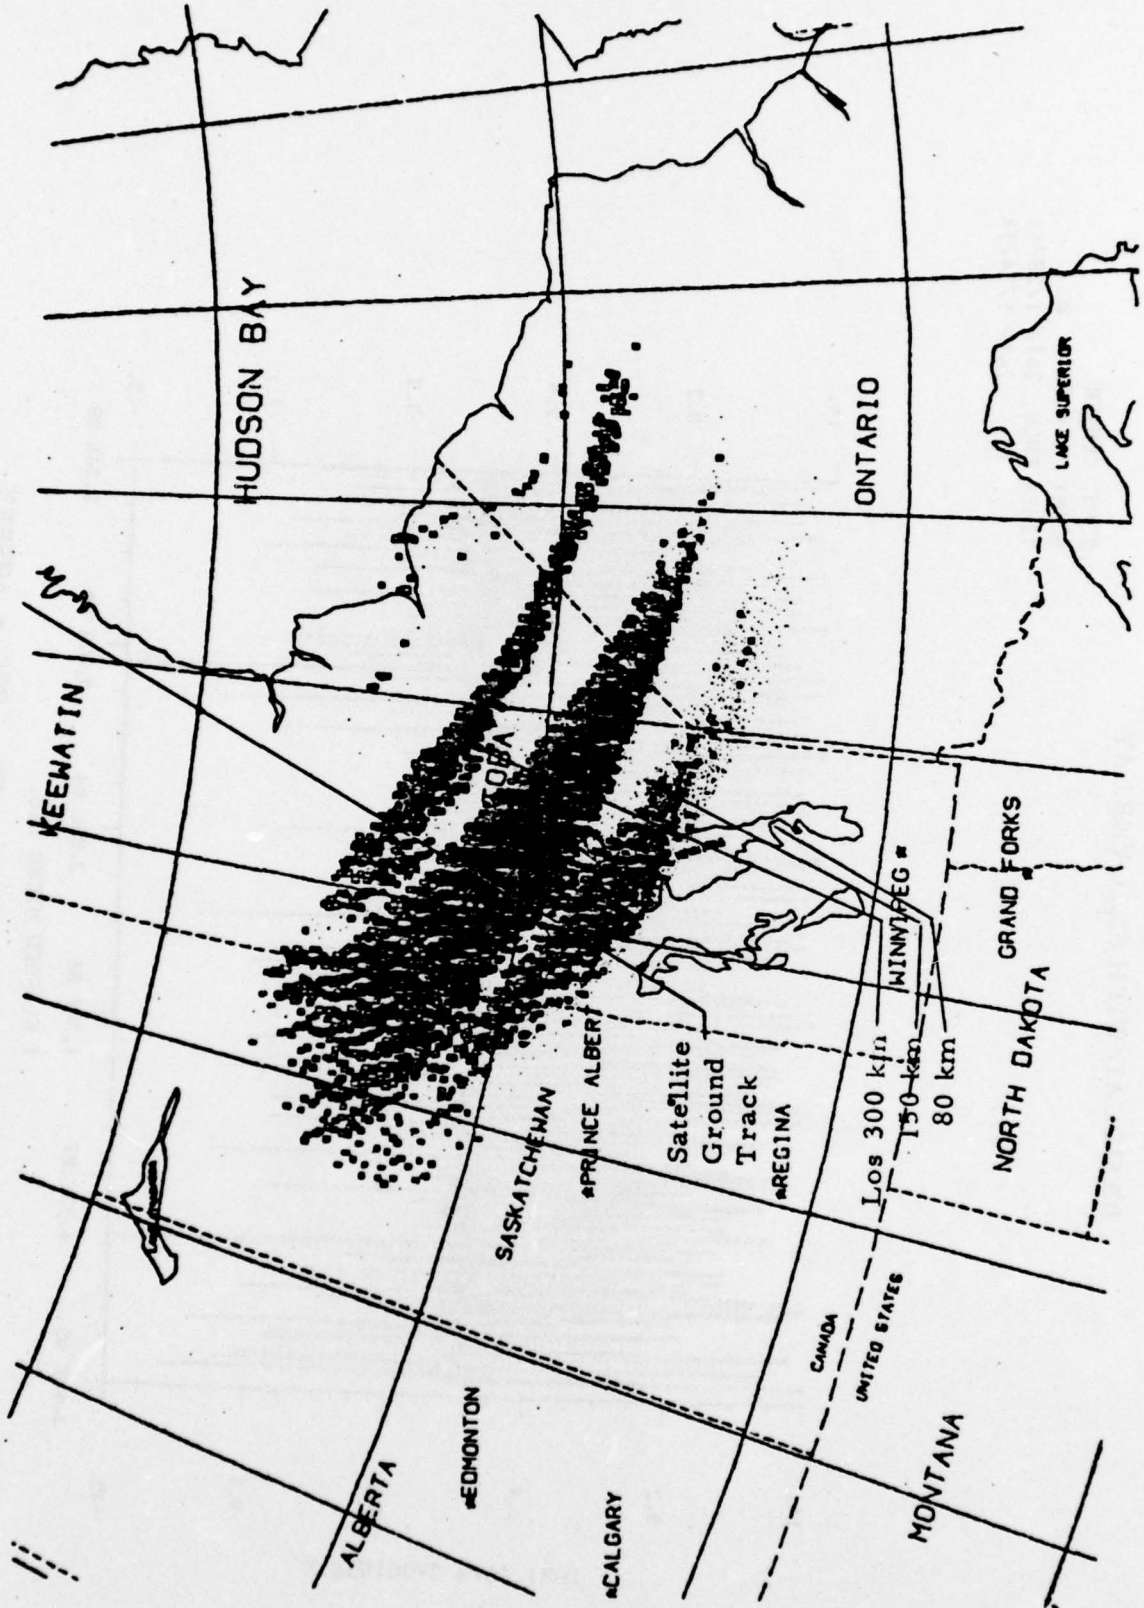 KEEWATIN
HUDSON BAY
OBA
ALBERTA
*EDMONTON
*CALGARY
SASKATCHEWAN
*PRINCE ALBERT
Satellite
Ground
Track
*REGINA
Los 300 km
150 km
80 km
WINNIPEG *
ONTARIO
LAKE SUPERIOR
CANADA
UNITED STATES
MONTANA
NORTH DAKOTA
GRAND FORKS